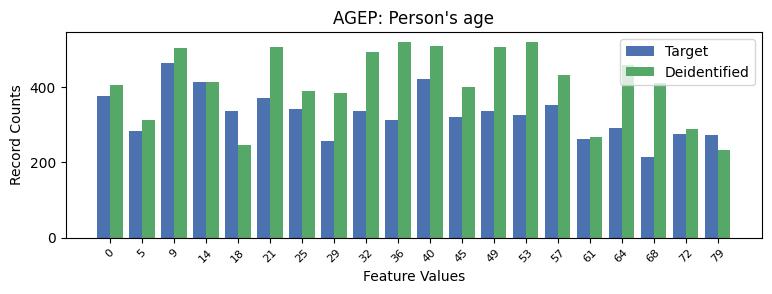 AGEP: Person's age
Target
Deidentified
Record Counts
400
200
0
0 5 9 14 18 21 25 29 32 36 40 45 49 53 57 61 64 68 72 79
Feature Values